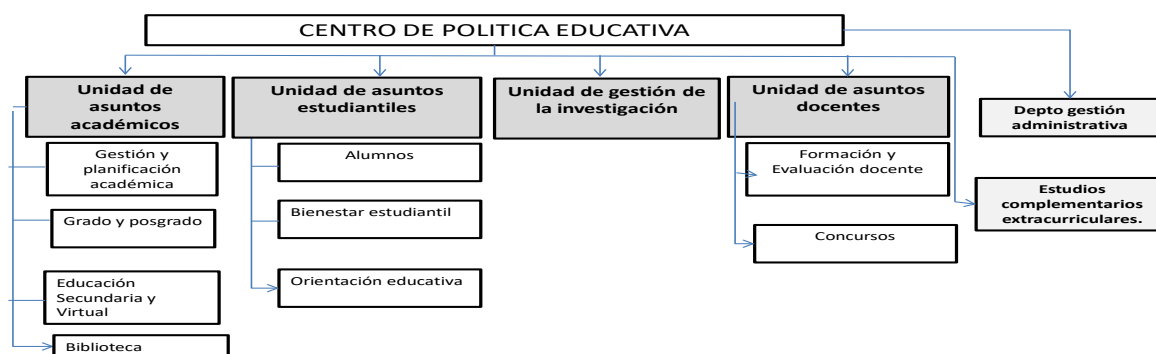 CENTRO DE POLITICA EDUCATIVA
Unidad de
asuntos
académicos
Gestión y
planificación
académica
Grado y posgrado
Educación
Secundaria y
Virtual
Biblioteca
Unidad de asuntos
estudiantiles
Alumnos
Bienestar estudiantil
Orientación educativa
Unidad de gestión de
la investigación
Unidad de asuntos
docentes
Formación y
Evaluación docente
Concursos
Depto gestión
administrativa
Estudios
complementarios
extracurriculares.